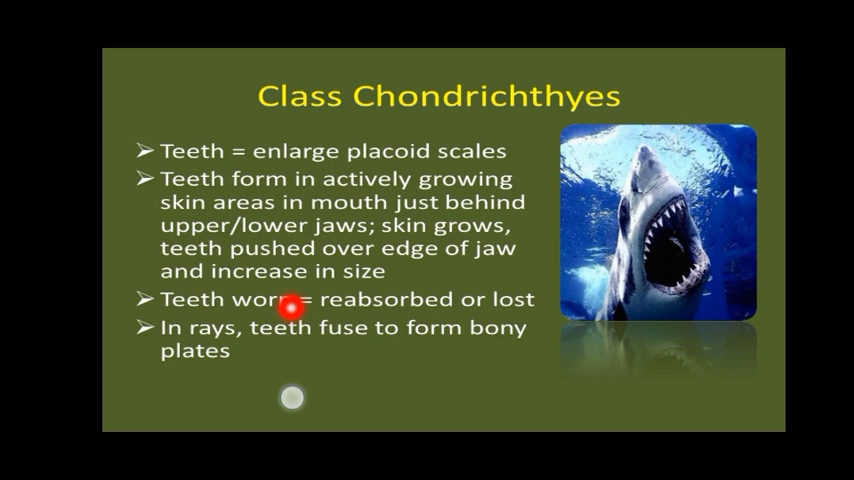 Class Chondrichthyes
➢ Teeth = enlarge placoid scales
➢ Teeth form in actively growing
skin areas in mouth just behind
upper/lower jaws; skin grows,
teeth pushed over edge of jaw
and increase in size
➢ Teeth worn = reabsorbed or lost
➢ In rays, teeth fuse to form bony
plates